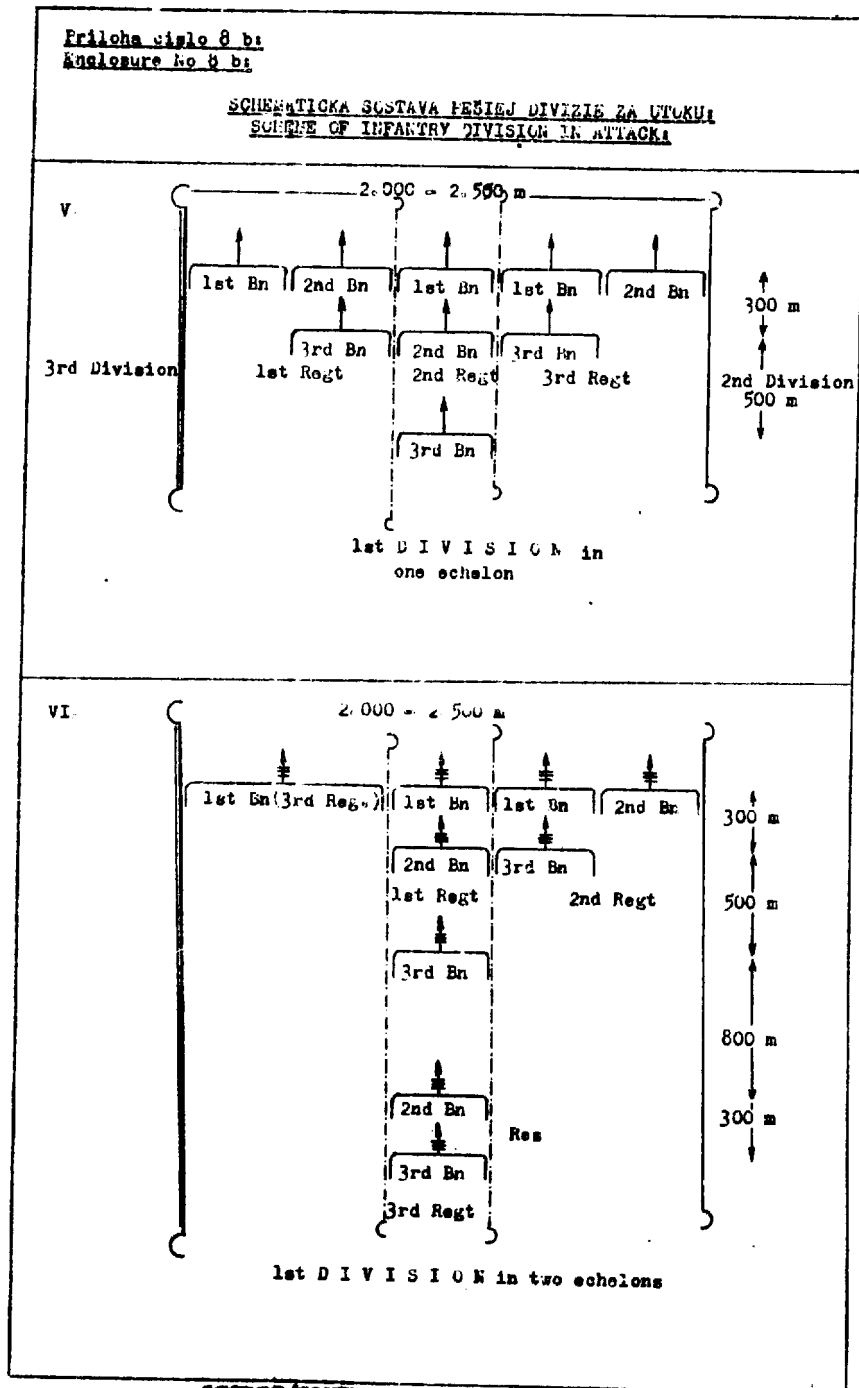 Priloha cislo 8 b:
Enclosure No 8 b:
SCHEMATICKA SOSTAVA PEŠIEJ DIVIZIE ZA UTOKU:
SCHEME OF INFANTRY DIVISION IN ATTACK:
V.
2.000 - 2.500 m
1st Bn 2nd Bn 1st Bn 1st Bn 2nd Bn
300 m
3rd Bn 2nd Bn 3rd Bn
3rd Division 1st Regt 2nd Regt 3rd Regt 2nd Division
500 m
3rd Bn
1st D I V I S I O N in
one echelon
VI.
2.000 - 2.500 m
1st Bn (3rd Regt.) 1st Bn 1st Bn 2nd Bn
300 m
2nd Bn 3rd Bn
1st Regt 2nd Regt
500 m
3rd Bn
800 m
2nd Bn
300 m
Res
3rd Bn
3rd Regt
1st D I V I S I O N in two echelons